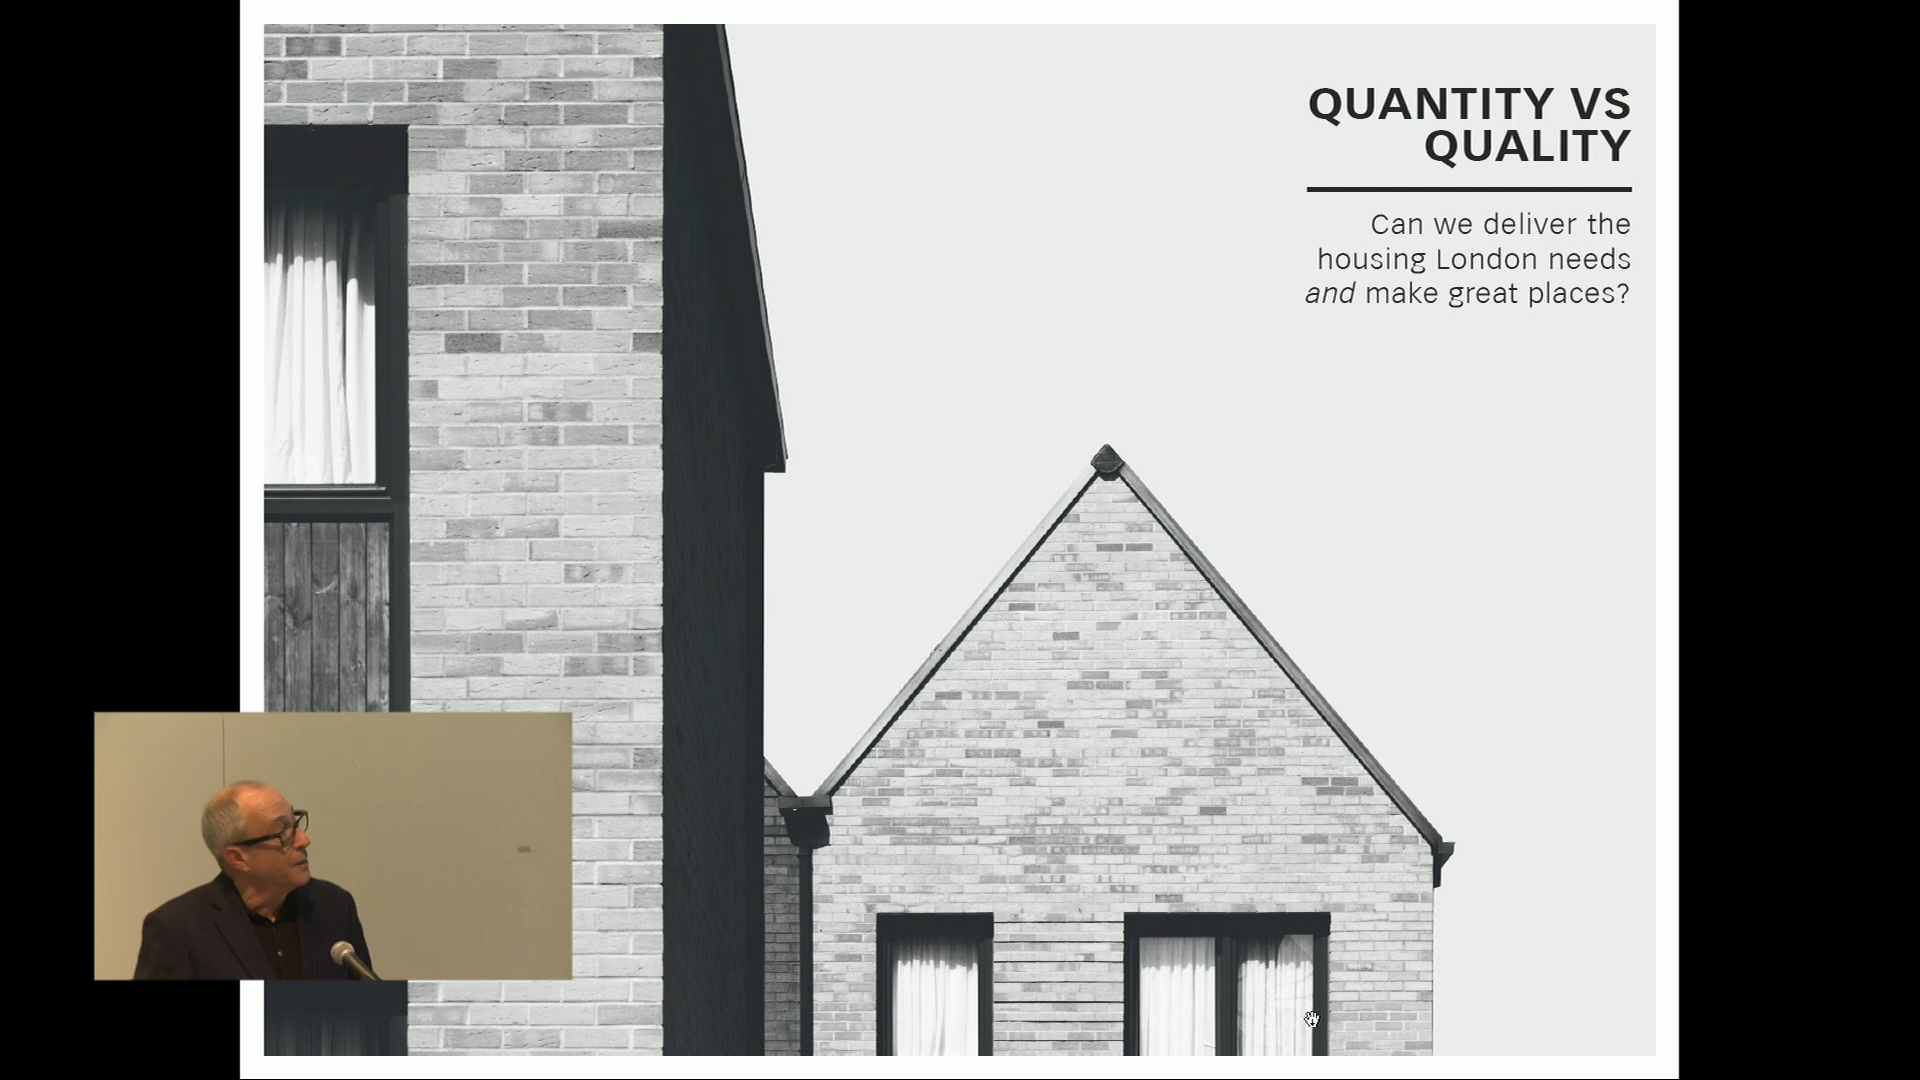 QUANTITY VS
QUALITY
Can we deliver the
housing London needs
and make great places?